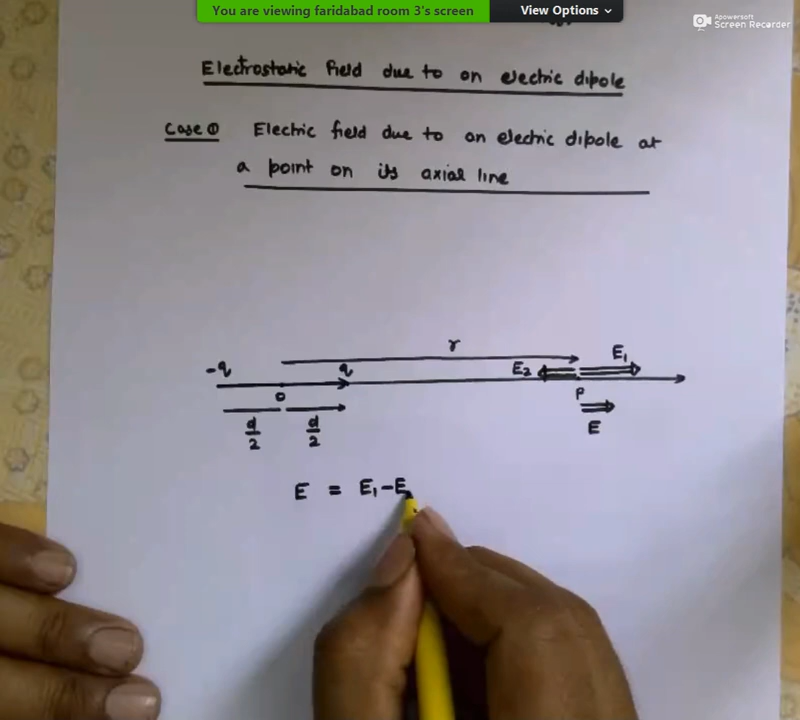 You are viewing faridabad room 3's screen
View Options
Apowersoft
Screen Recorder
Electrostatic field due to an electric dipole
Case ① Electric field due to an electric dipole at
a point on its axial line
r
-q
q
E₂
E₁
O
P
d/2
d/2
E
E = E₁-E